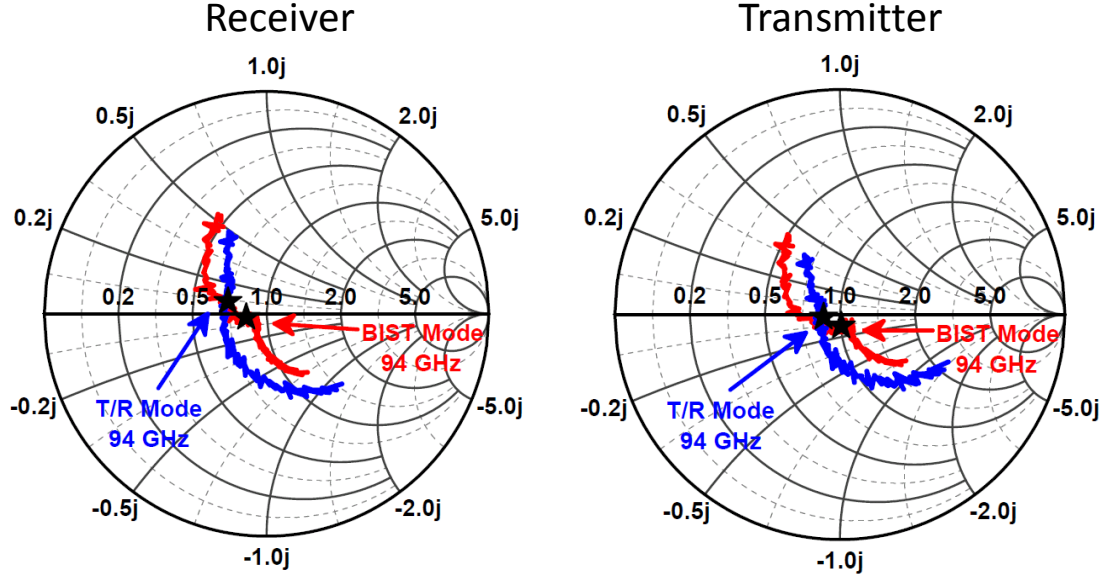 Receiver
Transmitter
1.0j
0.5j
2.0j
0.2j
5.0j
0.2
0.5
1.0
2.0
5.0
BIST Mode
94 GHz
T/R Mode
94 GHz
-0.2j
-5.0j
-0.5j
-2.0j
-1.0j
1.0j
0.5j
2.0j
0.2j
5.0j
0.2
0.5
1.0
2.0
5.0
BIST Mode
94 GHz
T/R Mode
94 GHz
-0.2j
-5.0j
-0.5j
-2.0j
-1.0j